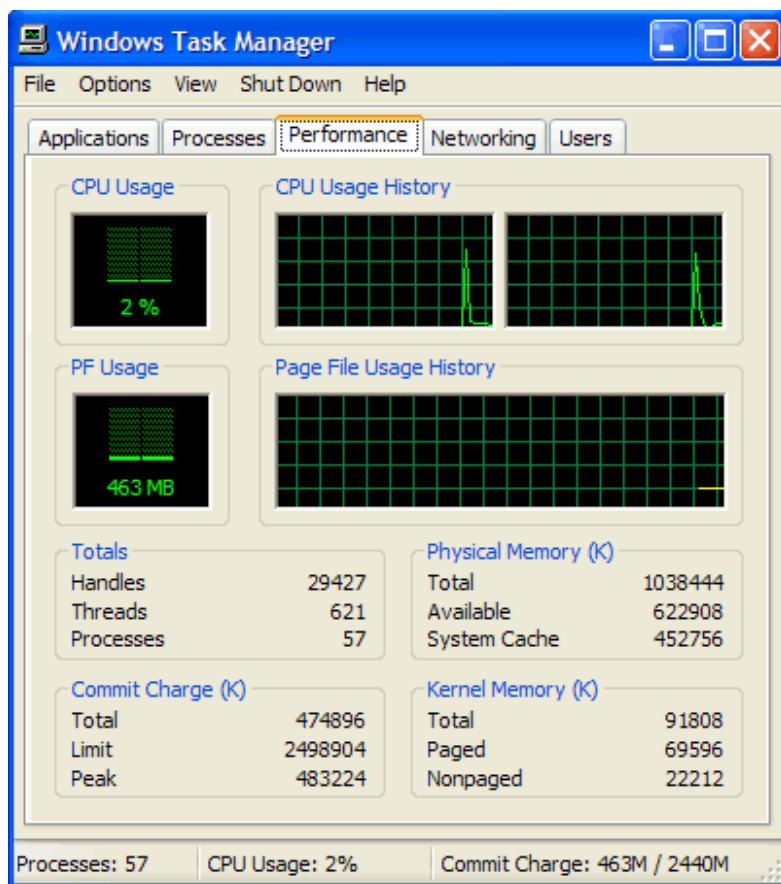 Windows Task Manager
File Options View Shut Down Help
Applications Processes Performance Networking Users
CPU Usage CPU Usage History
2 %
PF Usage Page File Usage History
463 MB
Totals Physical Memory (K)
Handles 29427 Total 1038444
Threads 621 Available 622908
Processes 57 System Cache 452756
Commit Charge (K) Kernel Memory (K)
Total 474896 Total 91808
Limit 2498904 Paged 69596
Peak 483224 Nonpaged 22212
Processes: 57 CPU Usage: 2% Commit Charge: 463M / 2440M